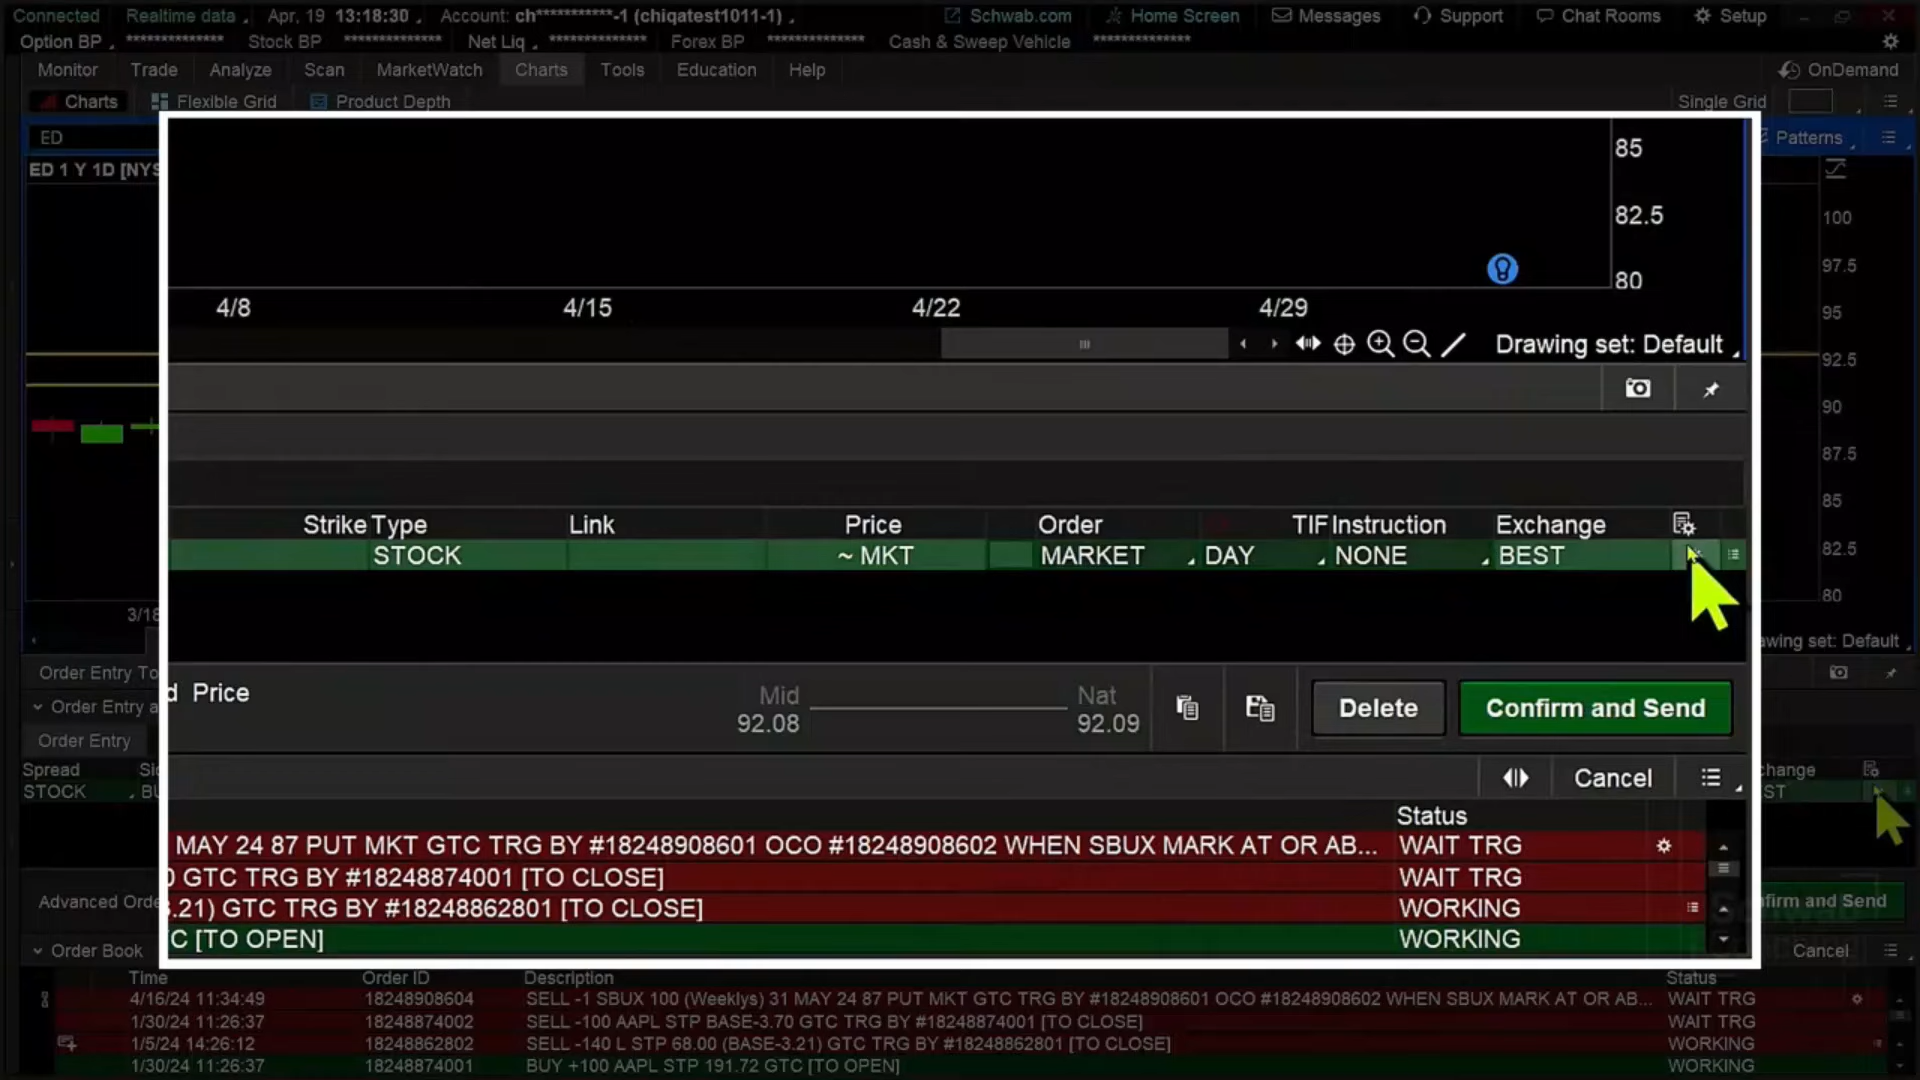 Connected Realtime data Apr. 19 13:18:30 Account: ch***********-1 (chiqatest1011-1) Schwab.com Home Screen Messages Support Chat Rooms Setup
Option BP ************** Stock BP ************** Net Liq ************** Forex BP ************** Cash & Sweep Vehicle **************
Monitor Trade Analyze Scan MarketWatch Charts Tools Education Help OnDemand
Charts Flexible Grid Product Depth Single Grid
ED Patterns
ED 1 Y 1D [NYS
100
97.5
95
92.5
90
87.5
85
82.5
80
3/18
awing set: Default
85
82.5
80
4/8 4/15 4/22 4/29
Drawing set: Default
Strike Type Link Price Order TIF Instruction Exchange
STOCK ~ MKT MARKET DAY NONE BEST
d Price Mid Nat
92.08 92.09
Delete Confirm and Send
Cancel
Status
MAY 24 87 PUT MKT GTC TRG BY #18248908601 OCO #18248908602 WHEN SBUX MARK AT OR AB... WAIT TRG
0 GTC TRG BY #18248874001 [TO CLOSE] WAIT TRG
3.21) GTC TRG BY #18248862801 [TO CLOSE] WORKING
C [TO OPEN] WORKING
Order Entry To
Order Entry a
Order Entry
Spread Si change
STOCK BU ST
Advanced Orde firm and Send
Order Book Cancel
Time Order ID Description Status
4/16/24 11:34:49 18248908604 SELL -1 SBUX 100 (Weeklys) 31 MAY 24 87 PUT MKT GTC TRG BY #18248908601 OCO #18248908602 WHEN SBUX MARK AT OR AB... WAIT TRG
1/30/24 11:26:37 18248874002 SELL -100 AAPL STP BASE-3.70 GTC TRG BY #18248874001 [TO CLOSE] WAIT TRG
1/5/24 14:26:12 18248862802 SELL -140 L STP 68.00 (BASE-3.21) GTC TRG BY #18248862801 [TO CLOSE] WORKING
1/30/24 11:26:37 18248874001 BUY +100 AAPL STP 191.72 GTC [TO OPEN] WORKING